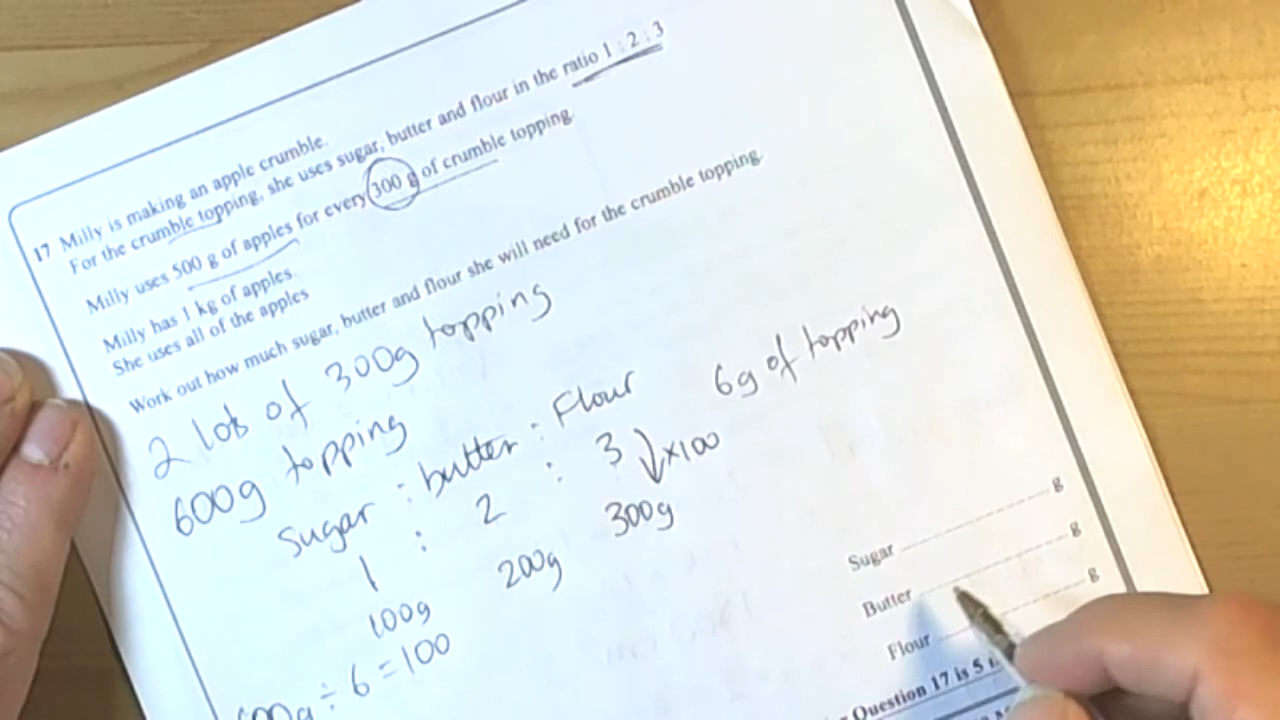 17 Milly is making an apple crumble.
For the crumble topping, she uses sugar, butter and flour in the ratio 1 : 2 : 3
Milly uses 500 g of apples for every 300 g of crumble topping.
Milly has 1 kg of apples.
She uses all of the apples
Work out how much sugar, butter and flour she will need for the crumble topping.
2 lots of 300g topping
600g topping
Sugar : butter : Flour 6g of topping
1 : 2 : 3 ×100
100g 200g 300g
÷ 6 = 100
Sugar g
Butter g
Flour g
Question 17 is 5